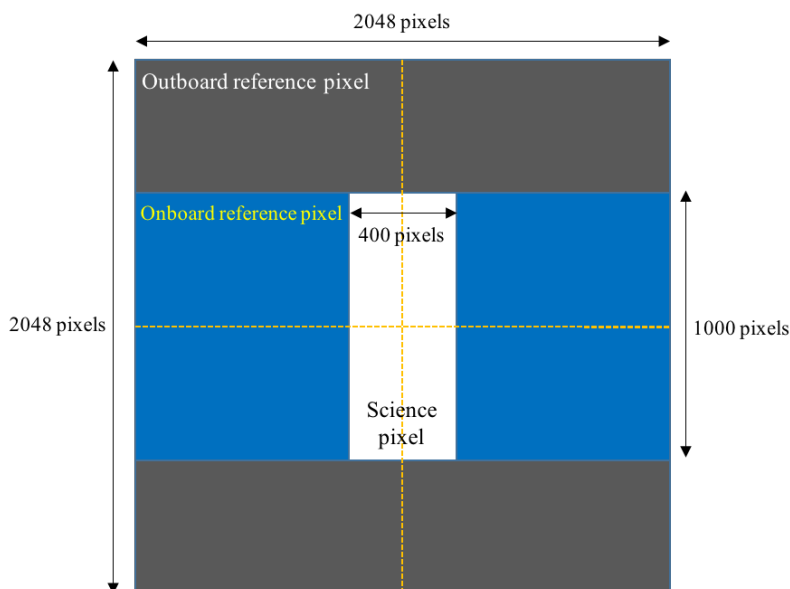 2048 pixels
Outboard reference pixel
Onboard reference pixel
400 pixels
2048 pixels
1000 pixels
Science
pixel